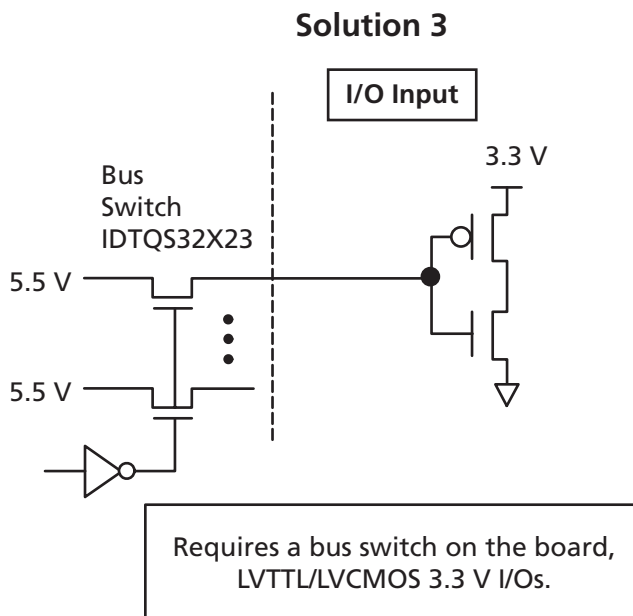 Solution 3
I/O Input
3.3 V
Bus
Switch
IDTQS32X23
5.5 V
5.5 V
Requires a bus switch on the board,
LVTTL/LVCMOS 3.3 V I/Os.